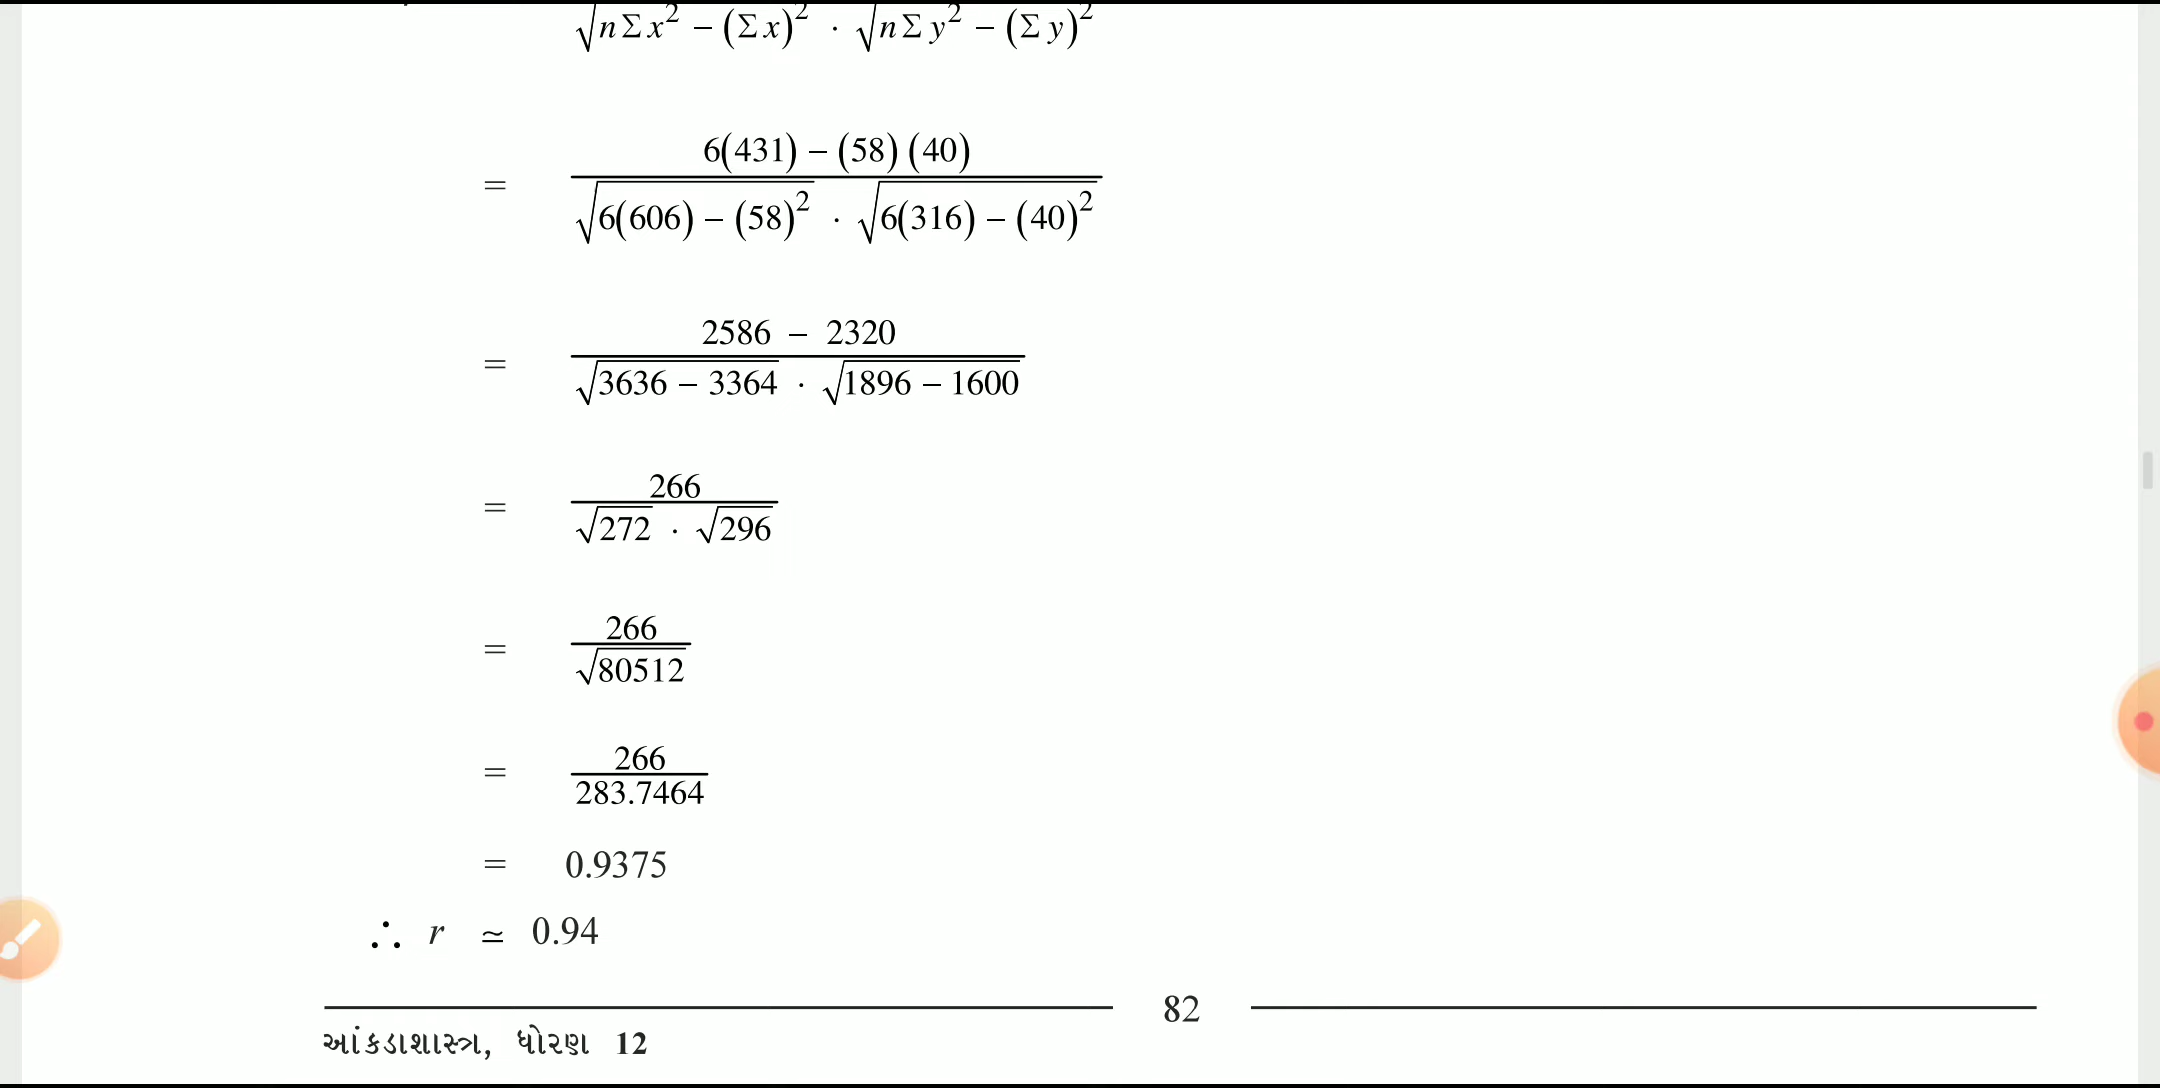 √(nΣx² − (Σx)²) · √(nΣy² − (Σy)²)
= 6(431) − (58) (40)
√(6(606) − (58)²) · √(6(316) − (40)²)
= 2586 − 2320
√(3636 − 3364) · √(1896 − 1600)
= 266
√272 · √296
= 266
√80512
= 266
283.7464
= 0.9375
∴ r ≃ 0.94
82
આંકડાશાસ્ત્ર, ધોરણ 12